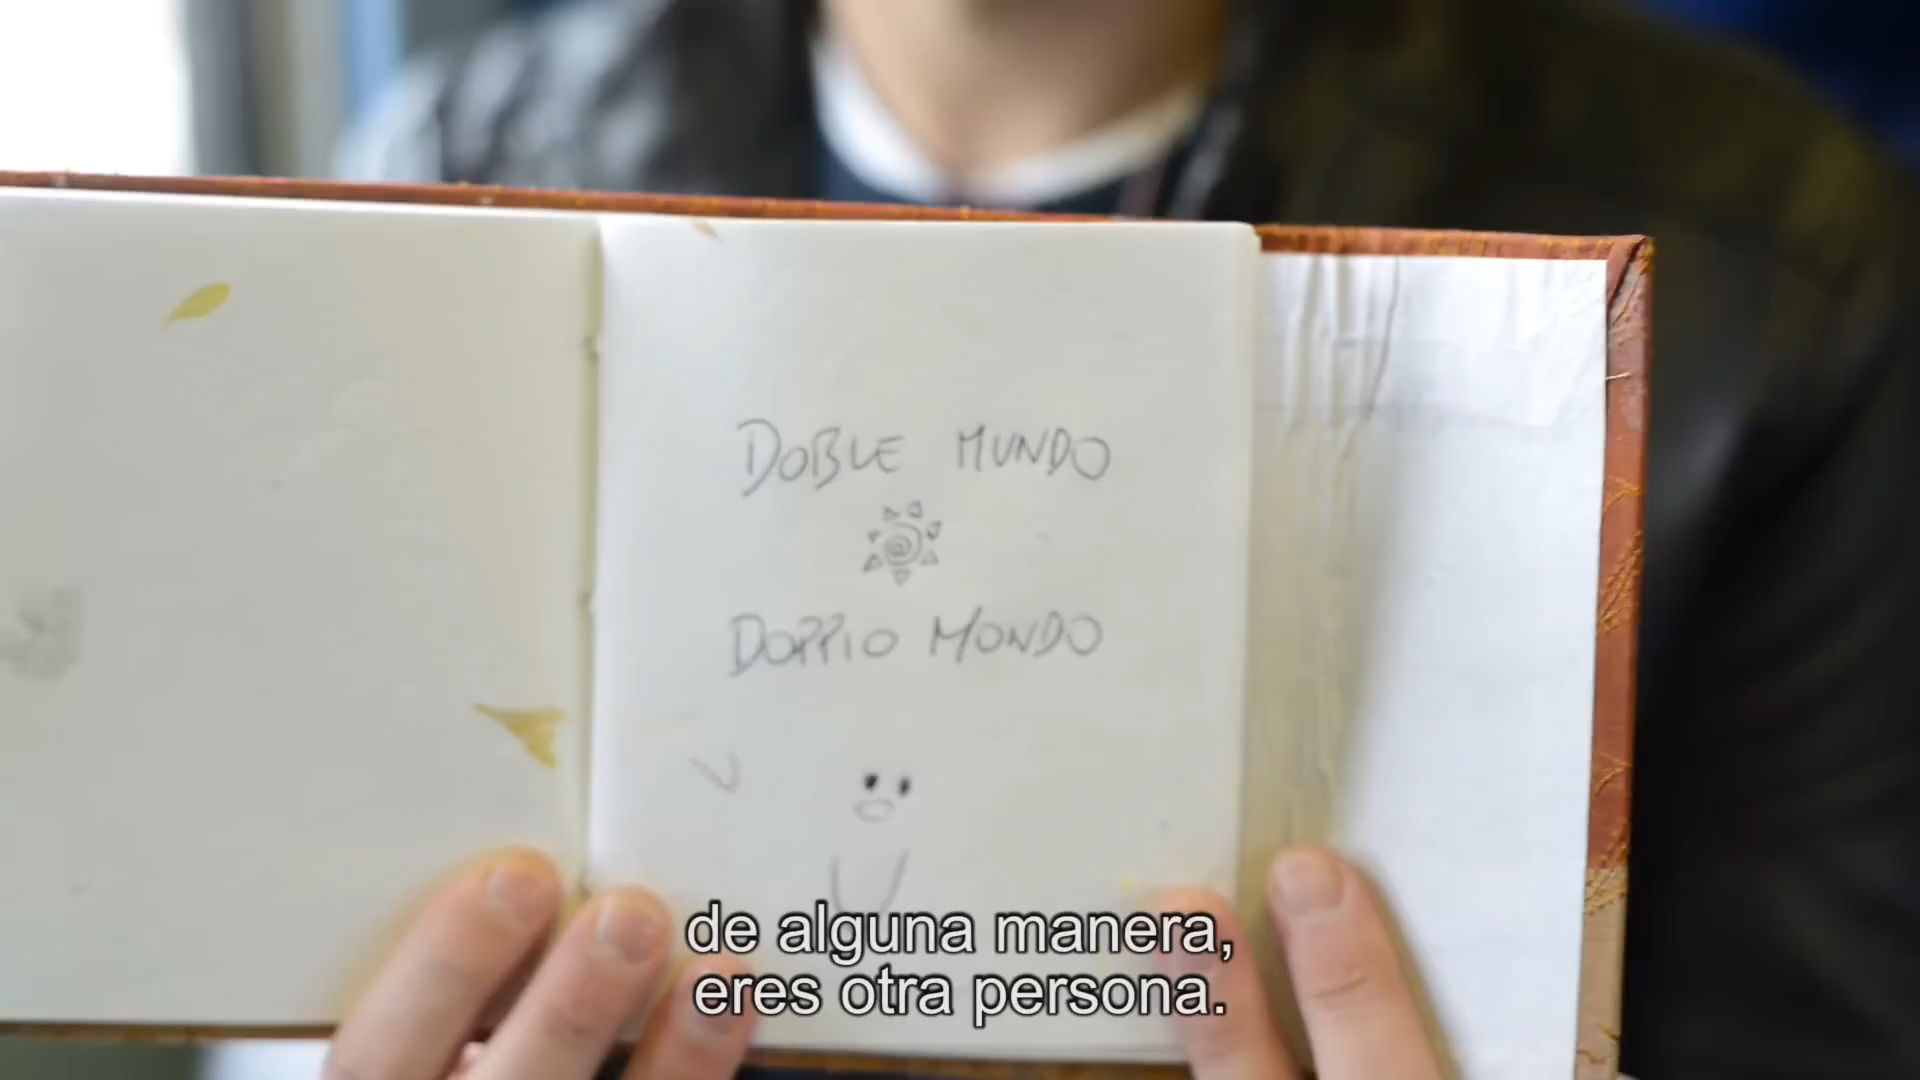 DOBLE MUNDO
DOPPIO MONDO
de alguna manera,
eres otra persona.